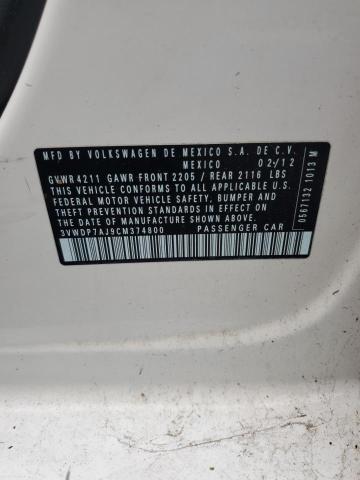 MFD BY VOLKSWAGEN DE MEXICO S.A. DE C.V.
MEXICO 02/12
GVWR 4211 GAWR FRONT 2205 / REAR 2116 LBS
THIS VEHICLE CONFORMS TO ALL APPLICABLE U.S.
FEDERAL MOTOR VEHICLE SAFETY, BUMPER, AND
THEFT PREVENTION STANDARDS IN EFFECT ON THE
DATE OF MANUFACTURE SHOWN ABOVE.
3VWDP7AJ9CM374800 PASSENGER CAR
0567132 1013 M